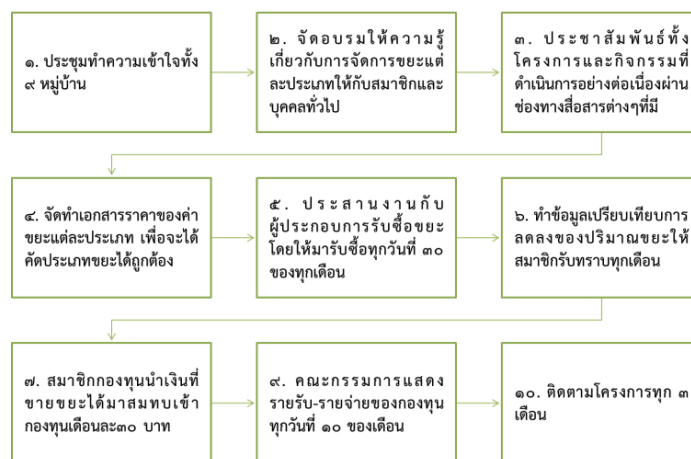 ๑. ประชุมทำความเข้าใจทั้ง
๙ หมู่บ้าน
๒. จัดอบรมให้ความรู้
เกี่ยวกับการจัดการขยะแต่
ละประเภทให้กับสมาชิกและ
บุคคลทั่วไป
๓. ประชาสัมพันธ์ทั้ง
โครงการและกิจกรรมที่
ดำเนินการอย่างต่อเนื่องผ่าน
ช่องทางสื่อสารต่างๆที่มี
๔. จัดทำเอกสารราคาของค่า
ขยะแต่ละประเภท เพื่อจะได้
คัดประเภทขยะได้ถูกต้อง
๕. ประสานงานกับ
ผู้ประกอบการรับซื้อขยะ
โดยให้มารับซื้อทุกวันที่ ๓๐
ของทุกเดือน
๖. ทำข้อมูลเปรียบเทียบการ
ลดลงของปริมาณขยะให้
สมาชิกรับทราบทุกเดือน
๗. สมาชิกกองทุนนำเงินที่
ขายขยะได้มาสมทบเข้า
กองทุนเดือนละ๓๐ บาท
๙. คณะกรรมการแสดง
รายรับ-รายจ่ายของกองทุน
ทุกวันที่ ๑๐ ของเดือน
๑๐. ติดตามโครงการทุก ๓
เดือน